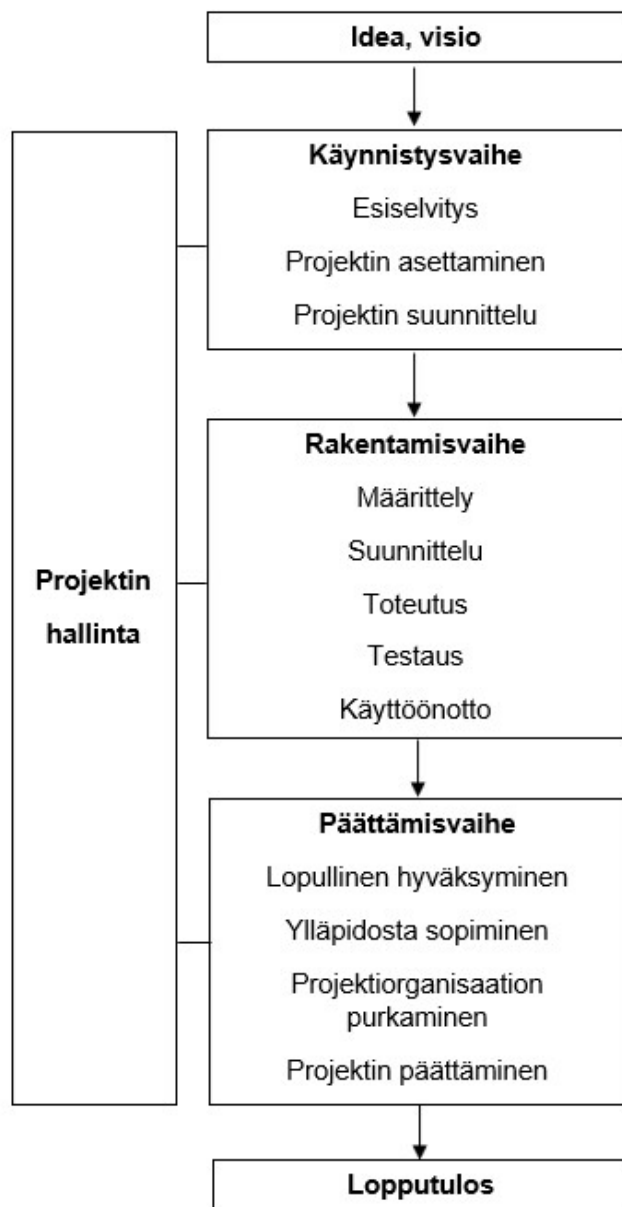 Idea, visio
Käynnistysvaihe
Esiselvitys
Projektin asettaminen
Projektin suunnittelu
Rakentamisvaihe
Määrittely
Suunnittelu
Toteutus
Testaus
Käyttöönotto
Projektin
hallinta
Päättämisvaihe
Lopullinen hyväksyminen
Ylläpidosta sopiminen
Projektiorganisaation
purkaminen
Projektin päättäminen
Lopputulos